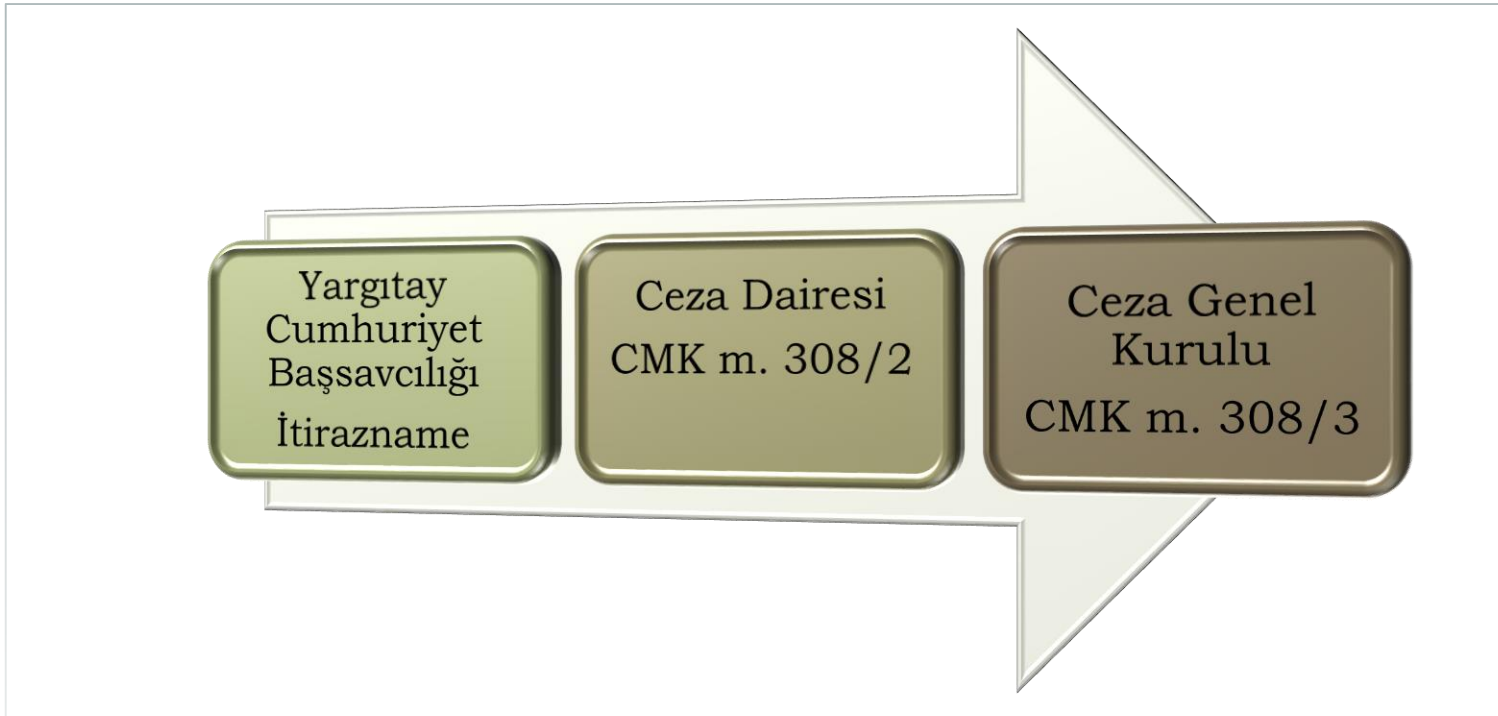 Yargıtay
Cumhuriyet
Başsavcılığı
İtirazname
Ceza Dairesi
CMK m. 308/2
Ceza Genel
Kurulu
CMK m. 308/3